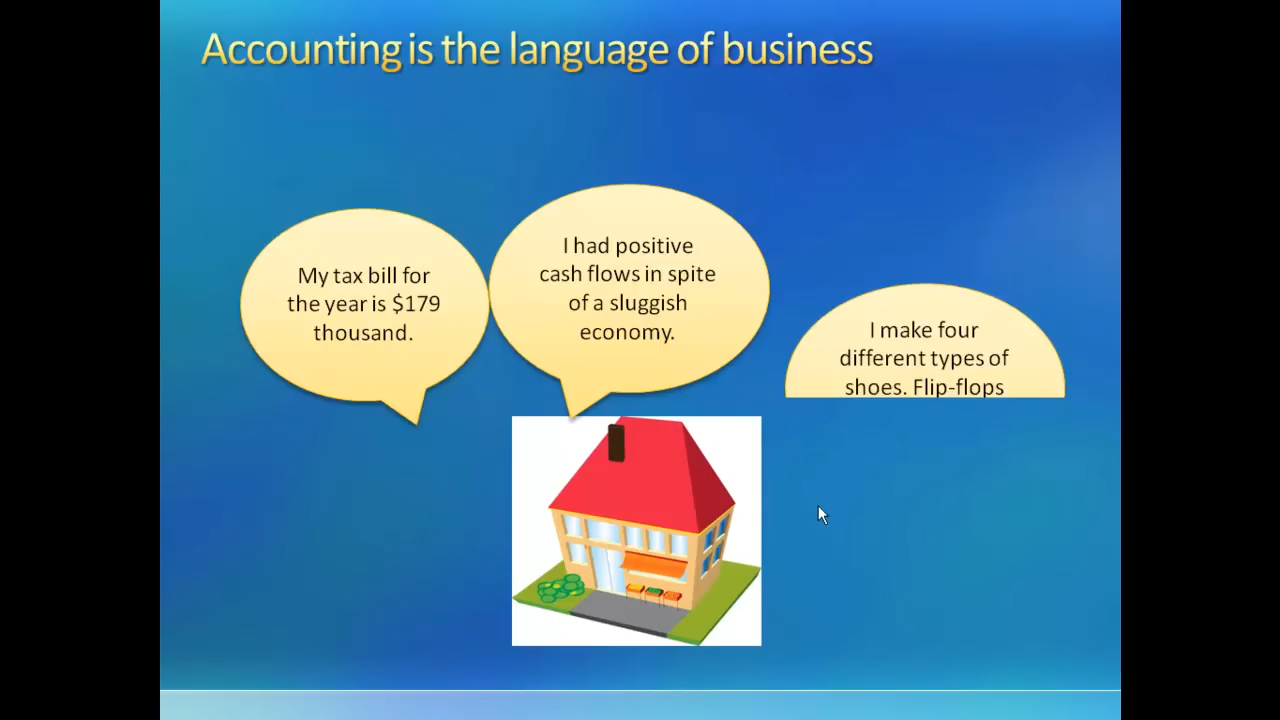 Accounting is the language of business
My tax bill for
the year is $179
thousand.
I had positive
cash flows in spite
of a sluggish
economy.
I make four
different types of
shoes. Flip-flops